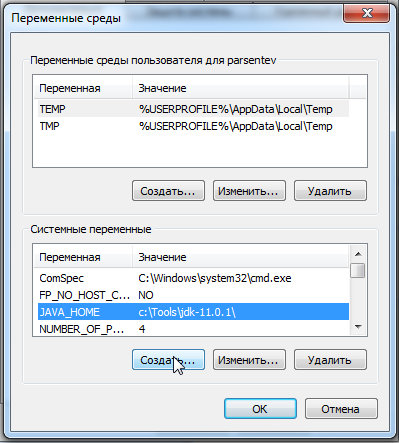 Переменные среды
Переменные среды пользователя для parsentev
Переменная Значение
TEMP %USERPROFILE%\AppData\Local\Temp
TMP %USERPROFILE%\AppData\Local\Temp
Создать... Изменить... Удалить
Системные переменные
Переменная Значение
ComSpec C:\Windows\system32\cmd.exe
FP_NO_HOST_C... NO
JAVA_HOME c:\Tools\jdk-11.0.1\
NUMBER_OF_P... 4
Создать... Изменить... Удалить
ОК Отмена